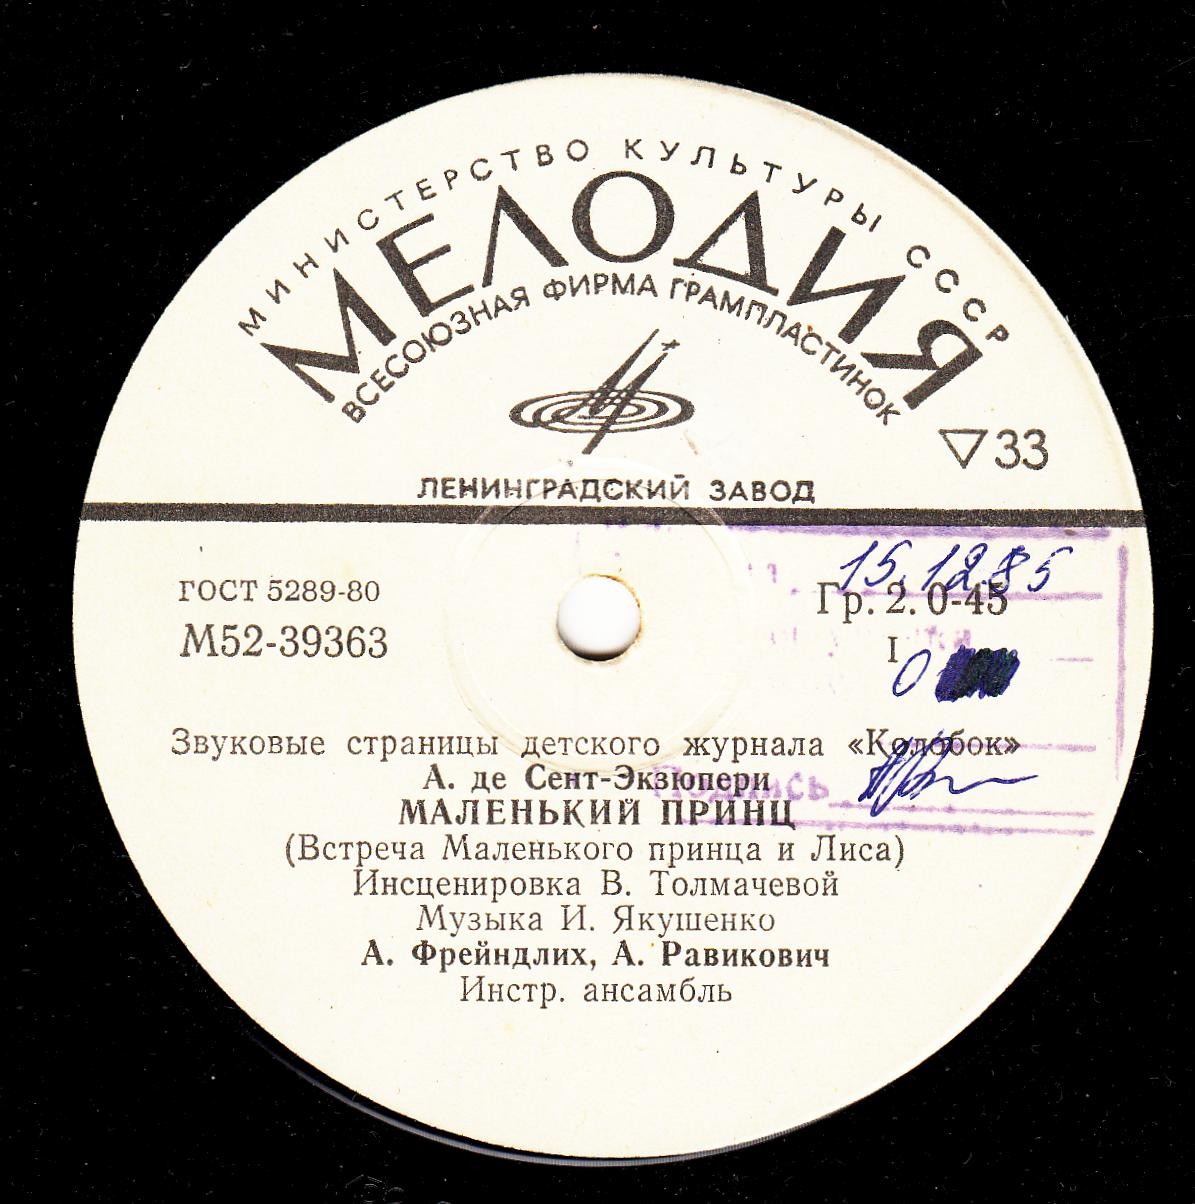 МИНИСТЕРСТВО КУЛЬТУРЫ СССР
МЕЛОДИЯ
ВСЕСОЮЗНАЯ ФИРМА ГРАМПЛАСТИНОК
▽33
ЛЕНИНГРАДСКИЙ ЗАВОД
15.12.85
ГОСТ 5289-80
Гр. 2. 0-45
М52-39363
I
0
Звуковые страницы детского журнала «Колобок»
А. де Сент-Экзюпери
Подпись
МАЛЕНЬКИЙ ПРИНЦ
(Встреча Маленького принца и Лиса)
Инсценировка В. Толмачевой
Музыка И. Якушенко
А. Фрейндлих, А. Равикович
Инстр. ансамбль